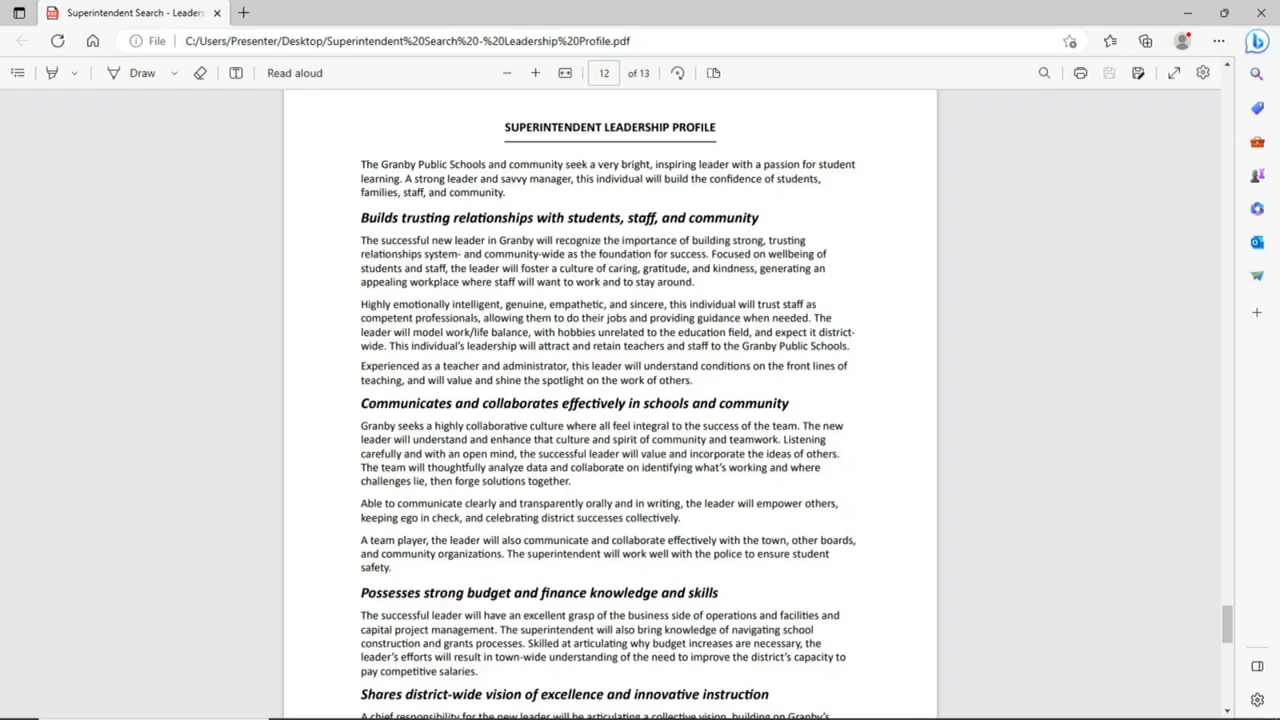 Superintendent Search - Leaders
File
C:/Users/Presenter/Desktop/Superintendent%20Search%20-%20Leadership%20Profile.pdf
Draw
Read aloud
12 of 13
SUPERINTENDENT LEADERSHIP PROFILE
The Granby Public Schools and community seek a very bright, inspiring leader with a passion for student
learning. A strong leader and savvy manager, this individual will build the confidence of students,
families, staff, and community.
Builds trusting relationships with students, staff, and community
The successful new leader in Granby will recognize the importance of building strong, trusting
relationships system- and community-wide as the foundation for success. Focused on wellbeing of
students and staff, the leader will foster a culture of caring, gratitude, and kindness, generating an
appealing workplace where staff will want to work and to stay around.
Highly emotionally intelligent, genuine, empathetic, and sincere, this individual will trust staff as
competent professionals, allowing them to do their jobs and providing guidance when needed. The
leader will model work/life balance, with hobbies unrelated to the education field, and expect it district-
wide. This individual's leadership will attract and retain teachers and staff to the Granby Public Schools.
Experienced as a teacher and administrator, this leader will understand conditions on the front lines of
teaching, and will value and shine the spotlight on the work of others.
Communicates and collaborates effectively in schools and community
Granby seeks a highly collaborative culture where all feel integral to the success of the team. The new
leader will understand and enhance that culture and spirit of community and teamwork. Listening
carefully and with an open mind, the successful leader will value and incorporate the ideas of others.
The team will thoughtfully analyze data and collaborate on identifying what's working and where
challenges lie, then forge solutions together.
Able to communicate clearly and transparently orally and in writing, the leader will empower others,
keeping ego in check, and celebrating district successes collectively.
A team player, the leader will also communicate and collaborate effectively with the town, other boards,
and community organizations. The superintendent will work well with the police to ensure student
safety.
Possesses strong budget and finance knowledge and skills
The successful leader will have an excellent grasp of the business side of operations and facilities and
capital project management. The superintendent will also bring knowledge of navigating school
construction and grants processes. Skilled at articulating why budget increases are necessary, the
leader's efforts will result in town-wide understanding of the need to improve the district's capacity to
pay competitive salaries.
Shares district-wide vision of excellence and innovative instruction
A chief responsibility for the new leader will be articulating a collective vision, building on Granby's